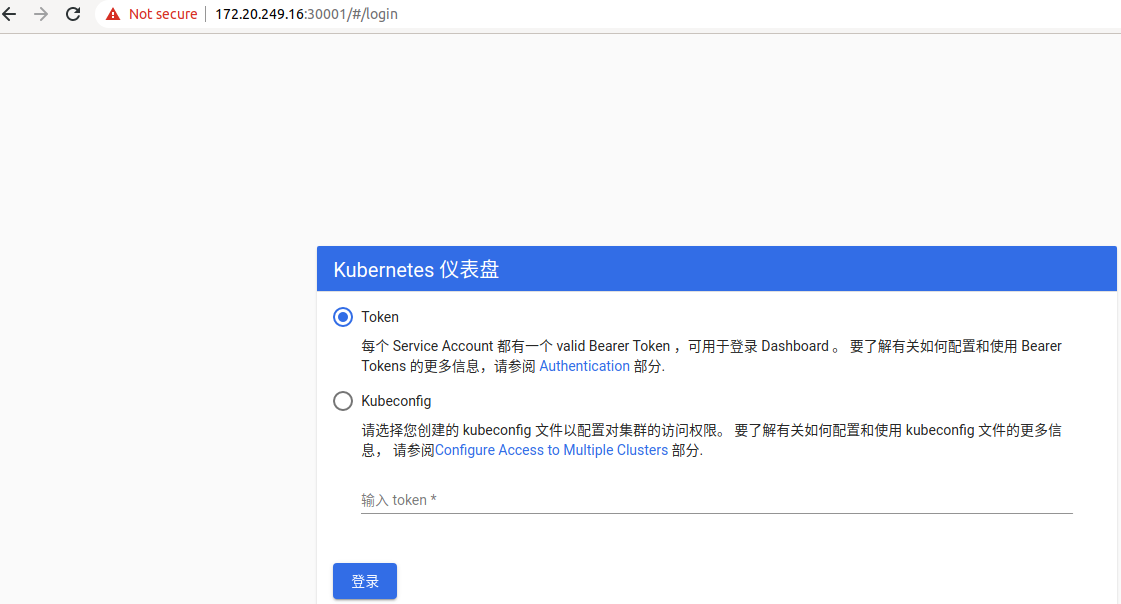 Not secure | 172.20.249.16:30001/#/login
Kubernetes 仪表盘
Token
每个 Service Account 都有一个 valid Bearer Token ，可用于登录 Dashboard 。 要了解有关如何配置和使用 Bearer
Tokens 的更多信息，请参阅 Authentication 部分.
Kubeconfig
请选择您创建的 kubeconfig 文件以配置对集群的访问权限。 要了解有关如何配置和使用 kubeconfig 文件的更多信
息， 请参阅Configure Access to Multiple Clusters 部分.
输入 token *
登录